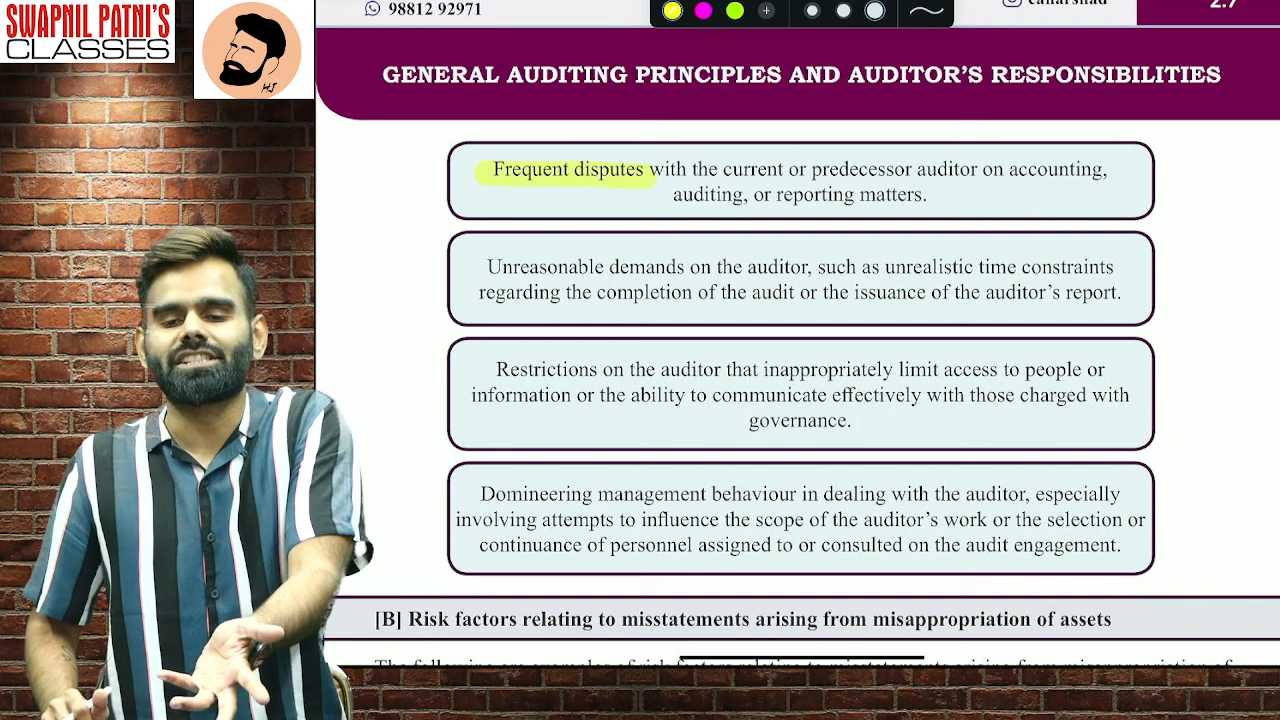 SWAPNIL PATNI'S
CLASSES
HJ
98812 92971
2.7
GENERAL AUDITING PRINCIPLES AND AUDITOR'S RESPONSIBILITIES
Frequent disputes with the current or predecessor auditor on accounting,
auditing, or reporting matters.
Unreasonable demands on the auditor, such as unrealistic time constraints
regarding the completion of the audit or the issuance of the auditor's report.
Restrictions on the auditor that inappropriately limit access to people or
information or the ability to communicate effectively with those charged with
governance.
Domineering management behaviour in dealing with the auditor, especially
involving attempts to influence the scope of the auditor's work or the selection or
continuance of personnel assigned to or consulted on the audit engagement.
[B] Risk factors relating to misstatements arising from misappropriation of assets